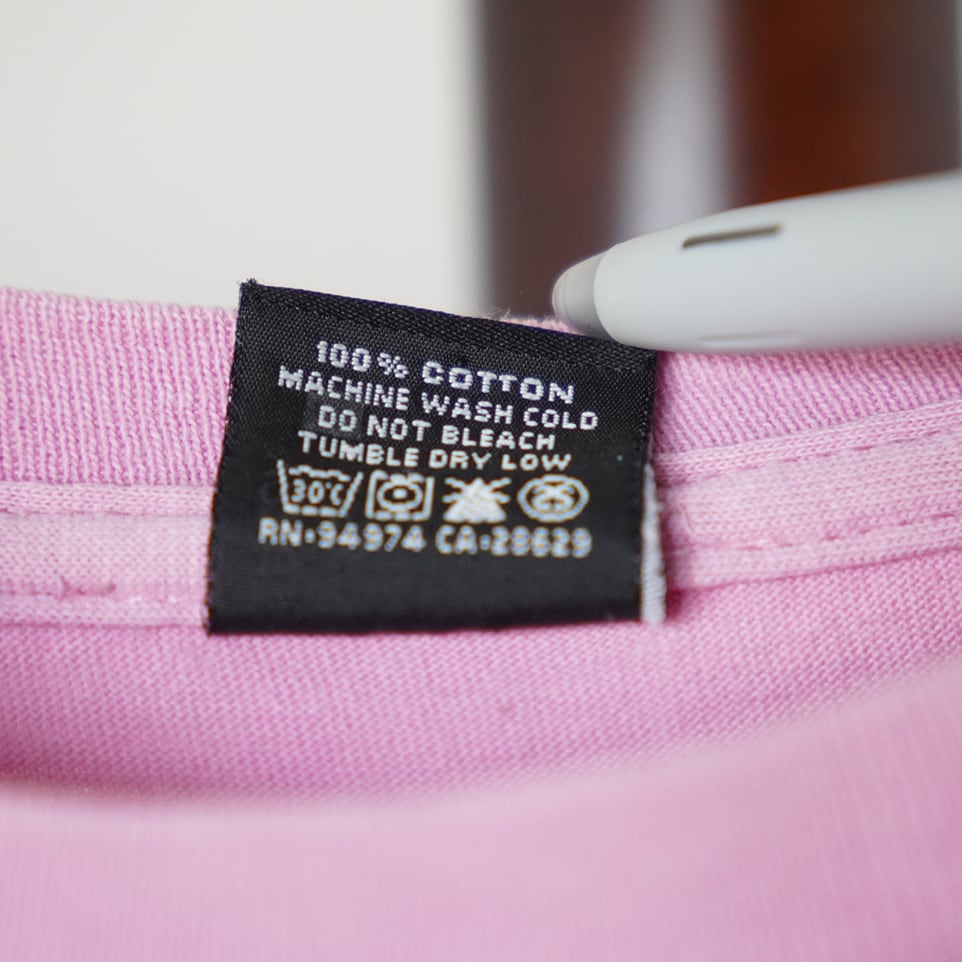 100% COTTON
MACHINE WASH COLD
DO NOT BLEACH
TUMBLE DRY LOW
30°C
RN:94974 CA:28629